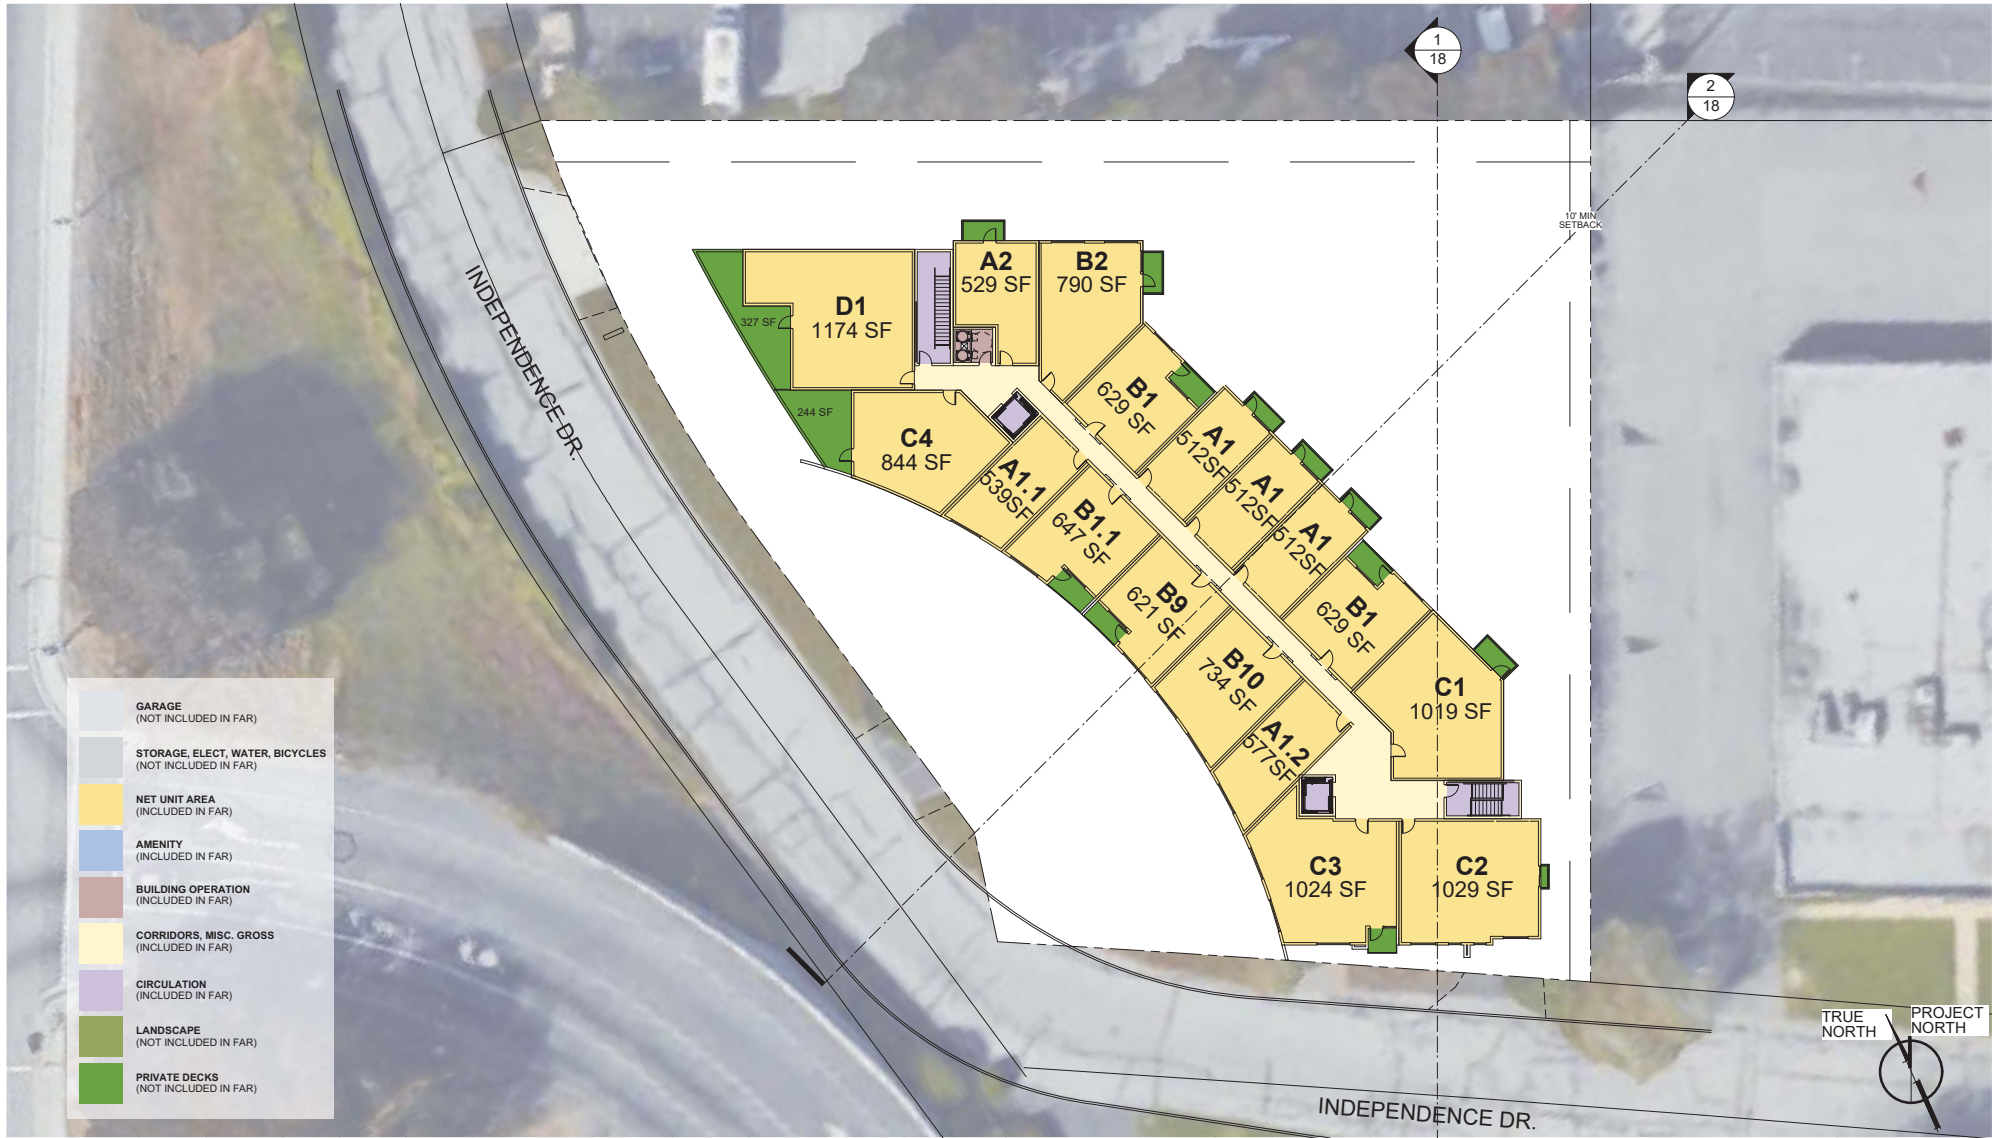 1
18
2
18
10' MIN
SETBACK
INDEPENDENCE DR.
A2
529 SF
B2
790 SF
D1
1174 SF
327 SF
244 SF
C4
844 SF
B1
629 SF
A1
512SF
A1
512SF
A1
512SF
B1
629 SF
C1
1019 SF
A1.1
539SF
B1.1
647 SF
B9
621 SF
B10
734 SF
A1.2
577SF
C3
1024 SF
C2
1029 SF
GARAGE
(NOT INCLUDED IN FAR)
STORAGE, ELECT, WATER, BICYCLES
(NOT INCLUDED IN FAR)
NET UNIT AREA
(INCLUDED IN FAR)
AMENITY
(INCLUDED IN FAR)
BUILDING OPERATION
(INCLUDED IN FAR)
CORRIDORS, MISC. GROSS
(INCLUDED IN FAR)
CIRCULATION
(INCLUDED IN FAR)
LANDSCAPE
(NOT INCLUDED IN FAR)
PRIVATE DECKS
(NOT INCLUDED IN FAR)
TRUE
NORTH
PROJECT
NORTH
INDEPENDENCE DR.